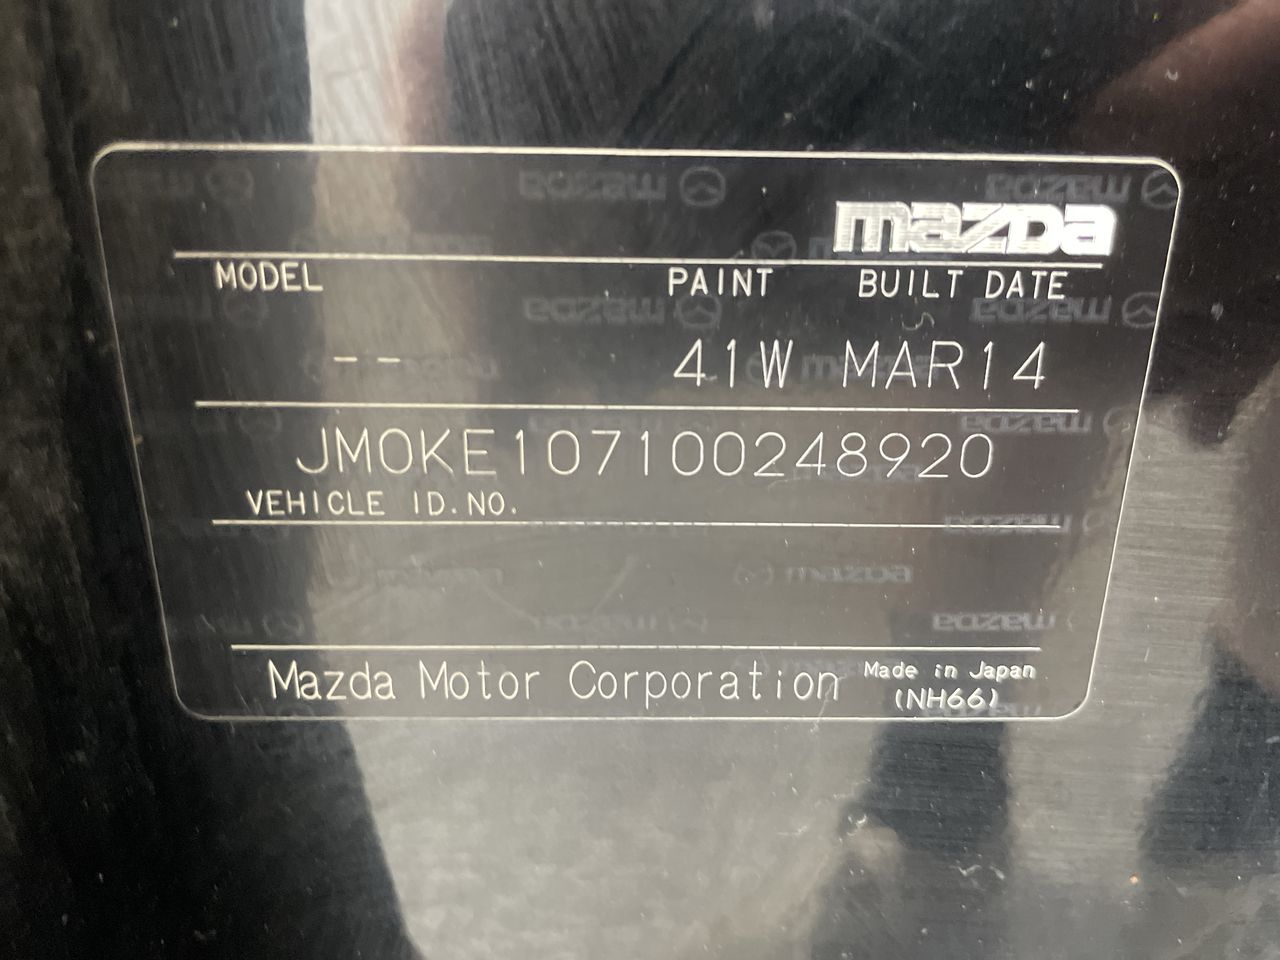 mazda
MODEL PAINT BUILT DATE
-- 41W MAR14
JM0KE107100248920
VEHICLE ID.NO.
Mazda Motor Corporation Made in Japan
(NH66)